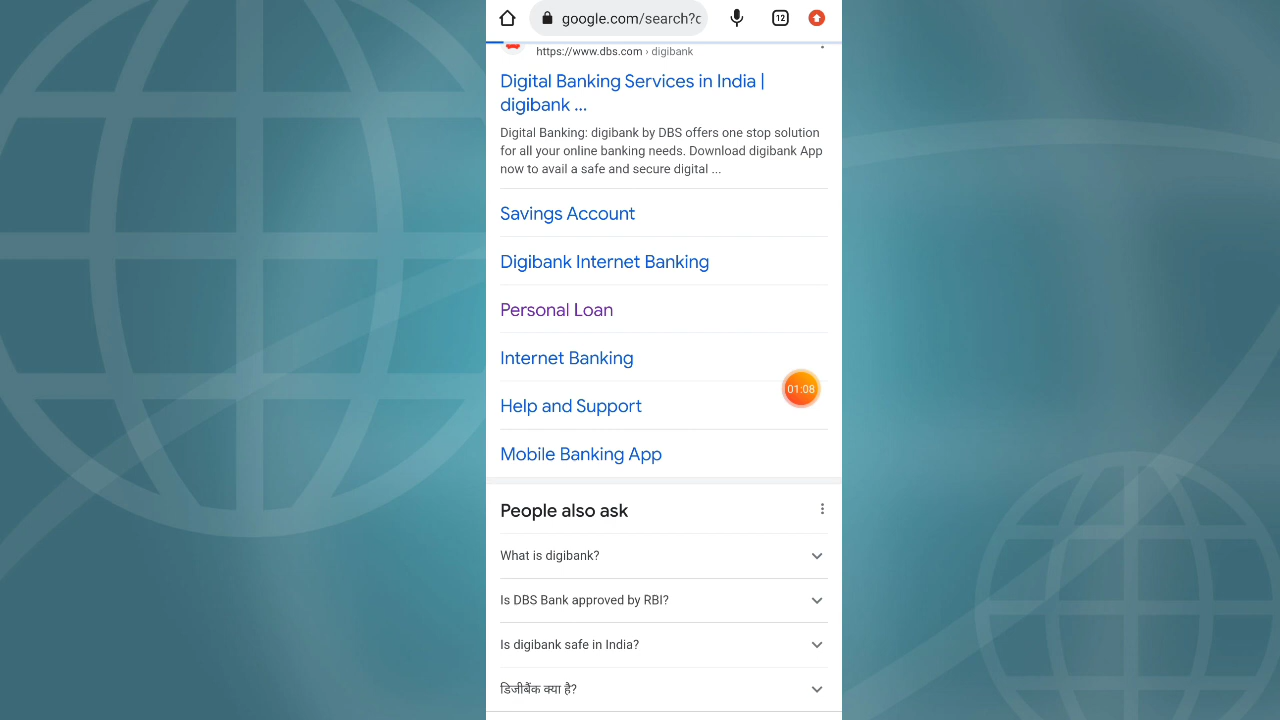 google.com/search?c
12
https://www.dbs.com › digibank
Digital Banking Services in India |
digibank ...
Digital Banking: digibank by DBS offers one stop solution
for all your online banking needs. Download digibank App
now to avail a safe and secure digital ...
Savings Account
Digibank Internet Banking
Personal Loan
Internet Banking
01:08
Help and Support
Mobile Banking App
People also ask
What is digibank?
Is DBS Bank approved by RBI?
Is digibank safe in India?
डिजीबैंक क्या है?